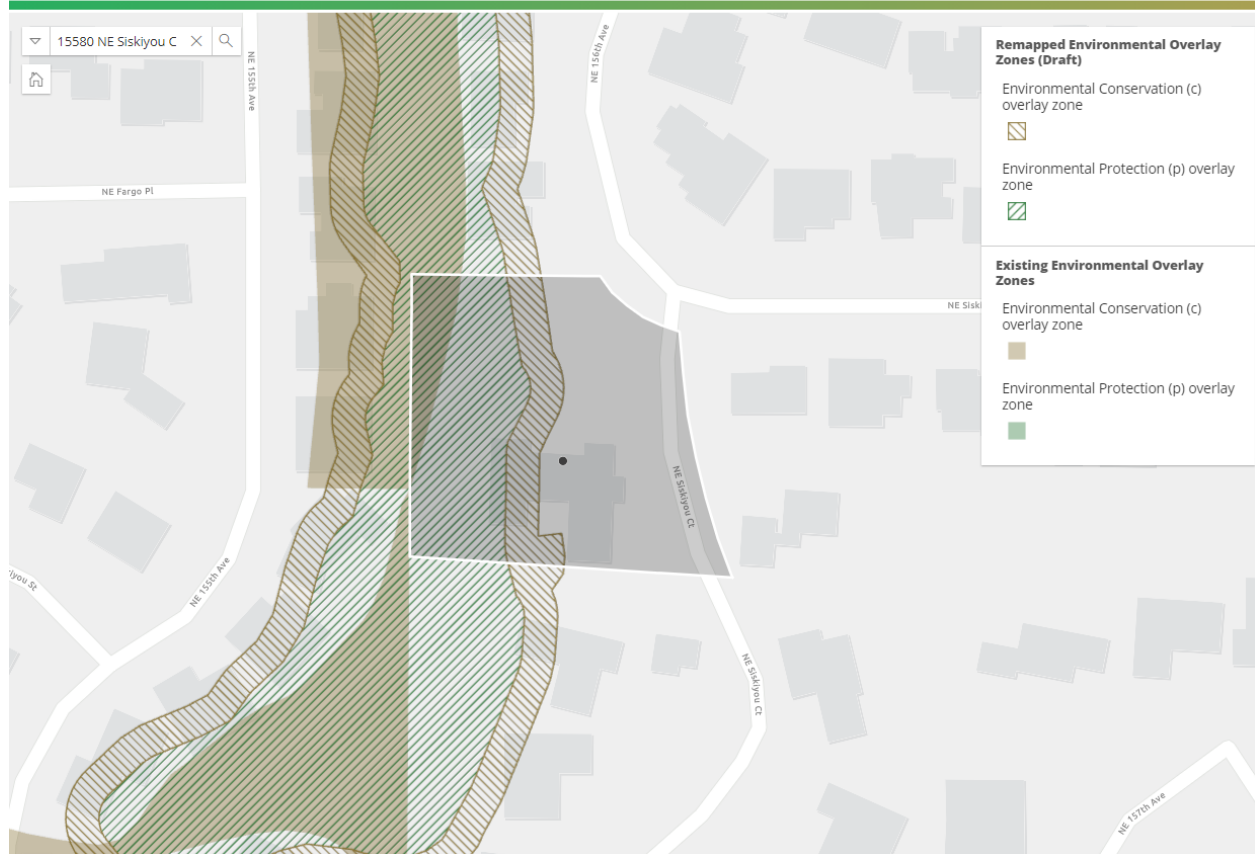 15580 NE Siskiyou C
NE 155th Ave
NE 156th Ave
NE Fargo Pl
NE Siski
NE Siskiyou Ct
NE 155th Ave
iyou St
NE Siskiyou Ct
NE 157th Ave
Remapped Environmental Overlay
Zones (Draft)
Environmental Conservation (c)
overlay zone
Environmental Protection (p) overlay
zone
Existing Environmental Overlay
Zones
Environmental Conservation (c)
overlay zone
Environmental Protection (p) overlay
zone